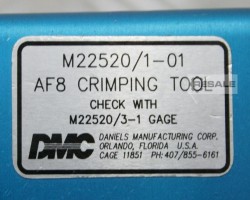 RESALE
M22520/1-01
AF8 CRIMPING TOOL
CHECK WITH
M22520/3-1 GAGE
DMC
DANIELS MANUFACTURING CORP.
ORLANDO, FLORIDA U.S.A.
CAGE 11851 PH: 407/855-6161